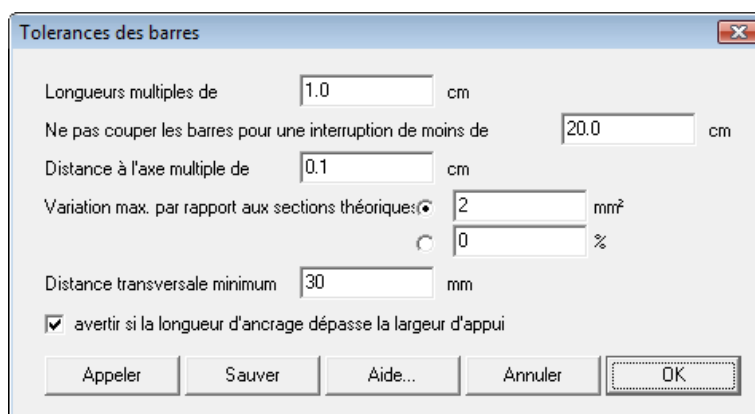 Tolerances des barres
Longueurs multiples de 1.0 cm
Ne pas couper les barres pour une interruption de moins de 20.0 cm
Distance à l'axe multiple de 0.1 cm
Variation max. par rapport aux sections théoriques: 2 mm²
0 %
Distance transversale minimum 30 mm
avertir si la longueur d'ancrage dépasse la largeur d'appui
Appeler Sauver Aide... Annuler OK